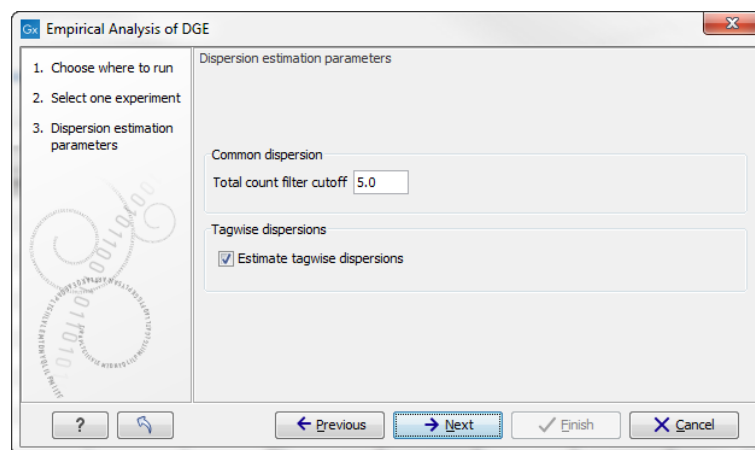 Gx Empirical Analysis of DGE
X
1. Choose where to run
2. Select one experiment
3. Dispersion estimation
parameters
Dispersion estimation parameters
Common dispersion
Total count filter cutoff 5.0
Tagwise dispersions
Estimate tagwise dispersions
? Previous Next Finish Cancel